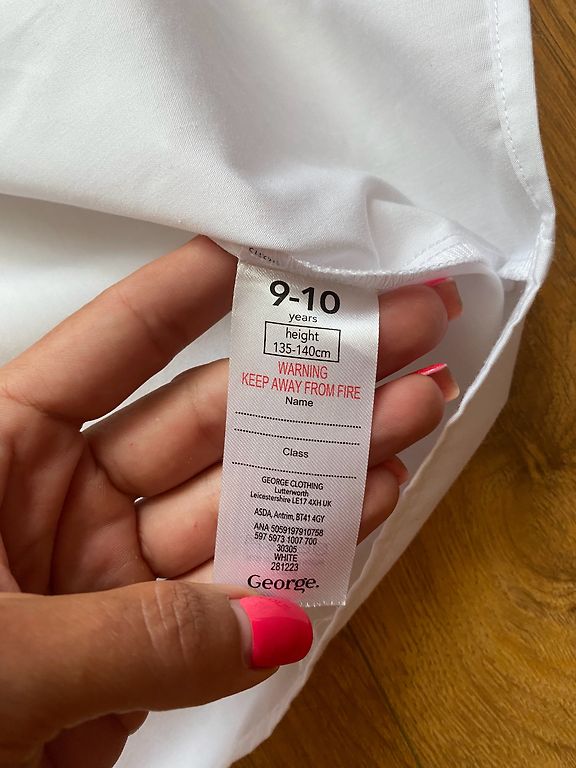 9-10
years
height
135-140cm
WARNING
KEEP AWAY FROM FIRE
Name
Class
GEORGE CLOTHING
Lutterworth
Leicestershire LE17 4XH UK
ASDA, Antrim, BT41 4GY
ANA 5059197910758
597 5973 1007 700
30305
WHITE
281223
George.